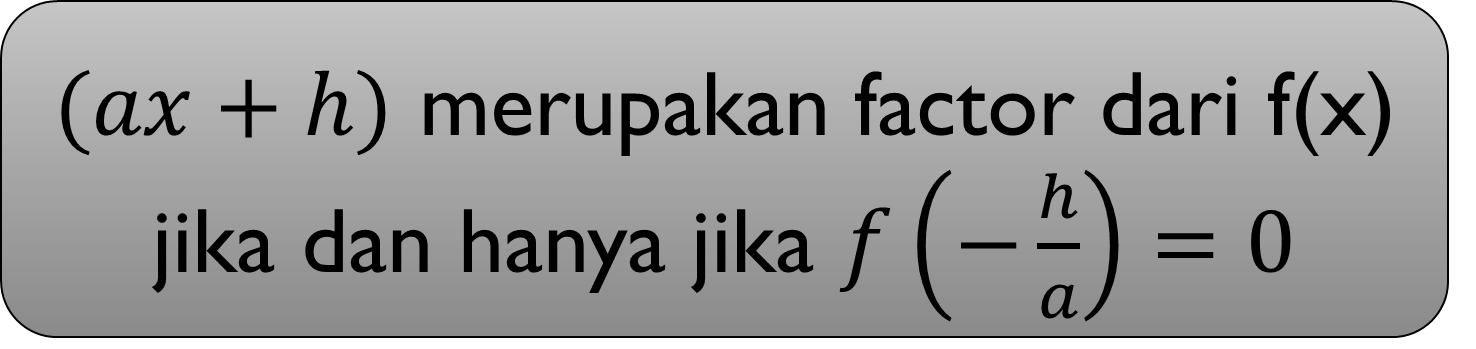 (ax + h) merupakan factor dari f(x)
jika dan hanya jika f(−h/a) = 0